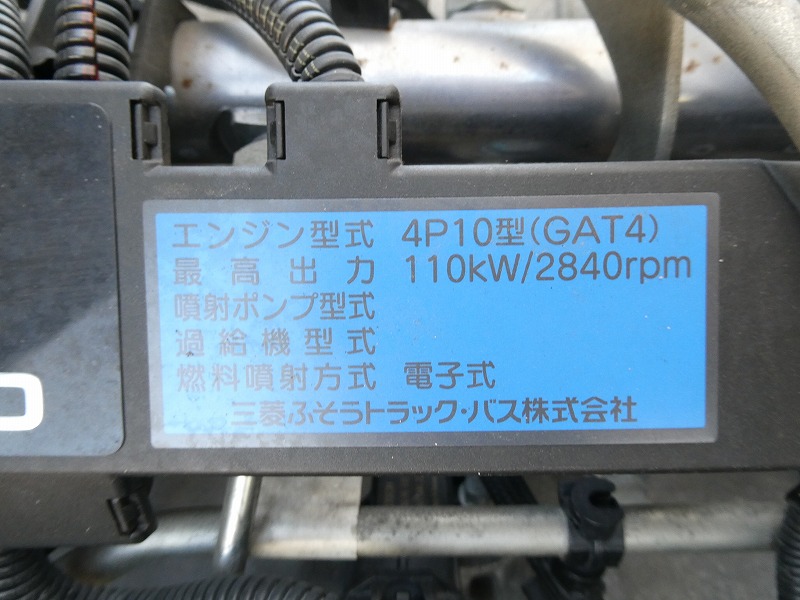 エンジン型式 4P10型(GAT4)
最高出力 110kW/2840rpm
噴射ポンプ型式
過給機型式
燃料噴射方式 電子式
三菱ふそうトラック・バス株式会社